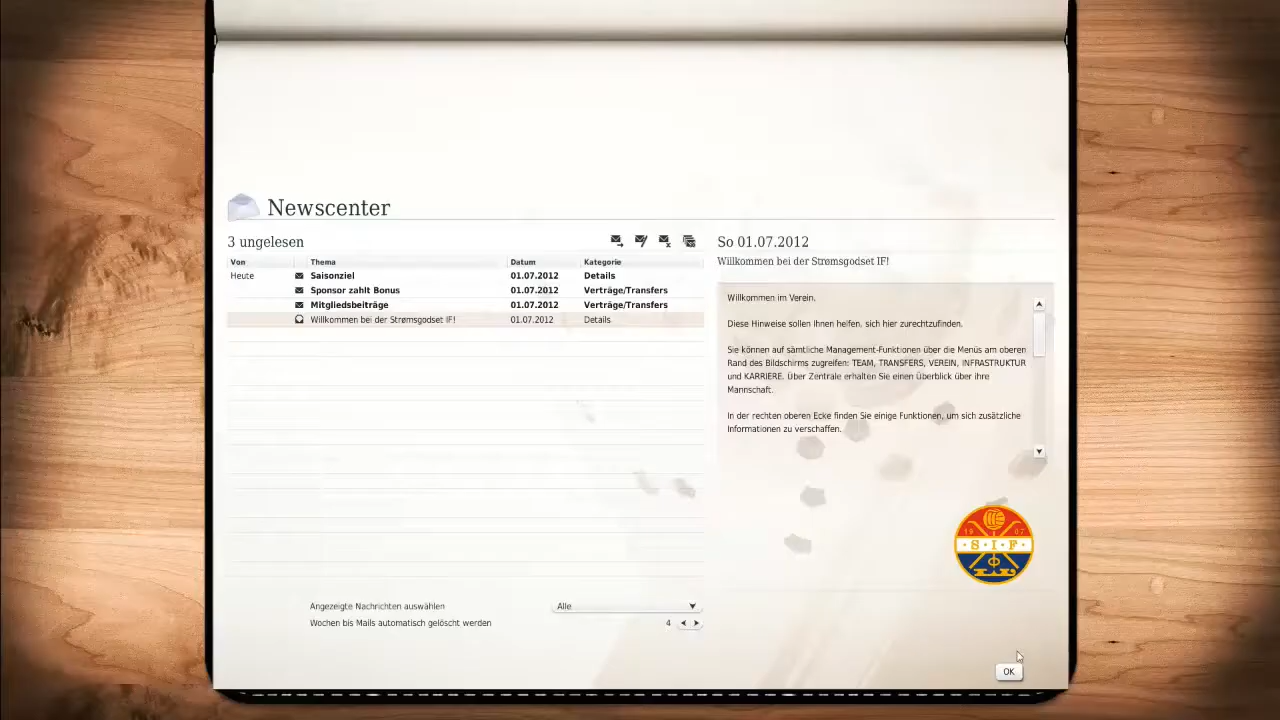 Newscenter
3 ungelesen
Von Thema Datum Kategorie
Heute Saisonziel 01.07.2012 Details
Sponsor zahlt Bonus 01.07.2012 Verträge/Transfers
Mitgliedsbeiträge 01.07.2012 Verträge/Transfers
Willkommen bei der Strømsgodset IF! 01.07.2012 Details
Angezeigte Nachrichten auswählen Alle
Wochen bis Mails automatisch gelöscht werden 4
So 01.07.2012
Willkommen bei der Strømsgodset IF!
Willkommen im Verein.
Diese Hinweise sollen Ihnen helfen, sich hier zurechtzufinden.
Sie können auf sämtliche Management-Funktionen über die Menüs am oberen
Rand des Bildschirms zugreifen: TEAM, TRANSFERS, VEREIN, INFRASTRUKTUR
und KARRIERE. Über Zentrale erhalten Sie einen Überblick über ihre
Mannschaft.
In der rechten oberen Ecke finden Sie einige Funktionen, um sich zusätzliche
Informationen zu verschaffen.
19 07
· S · I · F ·
OK